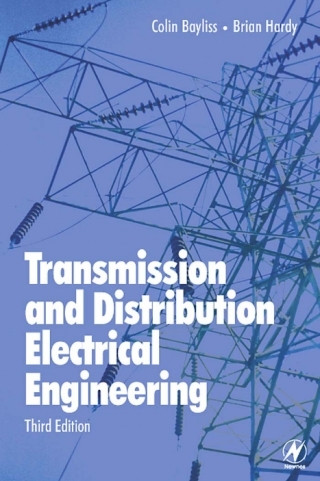 Colin Bayliss • Brian Hardy
Transmission
and Distribution
Electrical
Engineering
Third Edition
Newnes